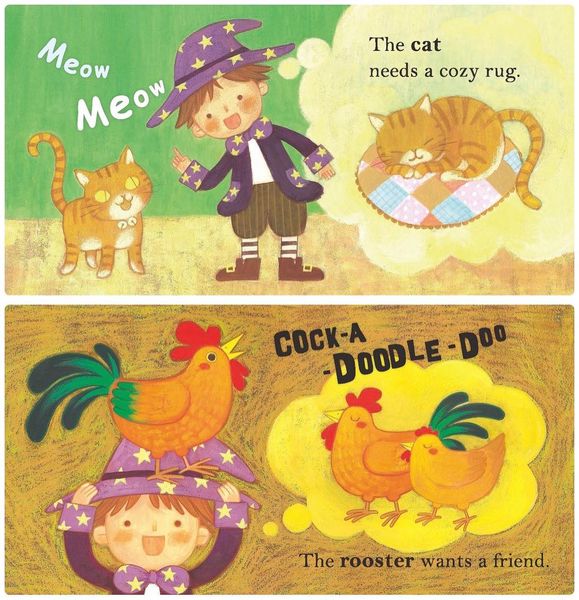 Meow
Meow
The cat
needs a cozy rug.
COCK-A
-DOODLE-DOO
The rooster wants a friend.